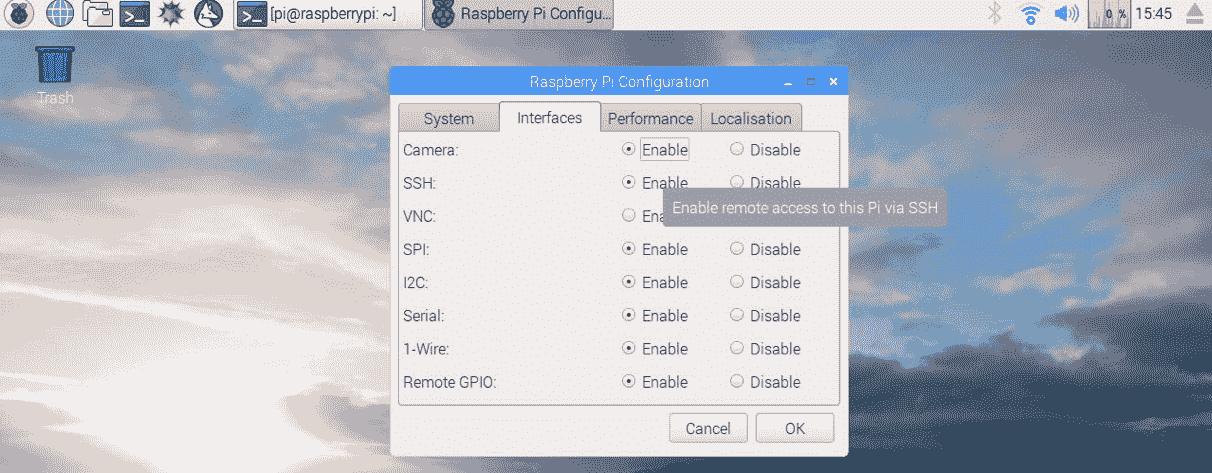 [pi@raspberrypi: ~] Raspberry Pi Configu... 0 % 15:45
Trash
Raspberry Pi Configuration
System Interfaces Performance Localisation
Camera: Enable Disable
SSH: Enable Disable
Enable remote access to this Pi via SSH
VNC: Ena
SPI: Enable Disable
I2C: Enable Disable
Serial: Enable Disable
1-Wire: Enable Disable
Remote GPIO: Enable Disable
Cancel OK